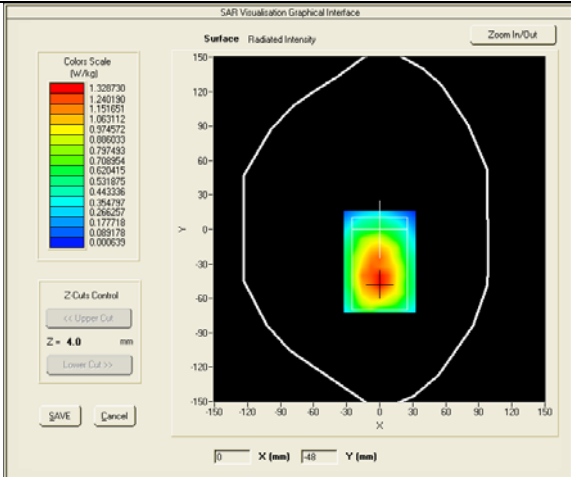 SAR Visualisation Graphical Interface
Surface Radiated Intensity
Zoom In/Out
Colors Scale
(W/kg)
1.328730
1.240190
1.151651
1.063112
0.974572
0.886033
0.797493
0.708954
0.620415
0.531875
0.443336
0.354797
0.266257
0.177718
0.089178
0.000639
Z-Cuts Control
<< Upper Cut
Z = 4.0 mm
Lower Cut >>
SAVE Cancel
150
120
90
60
30
0
-30
-60
-90
-120
-150
Y
-150 -120 -90 -60 -30 0 30 60 90 120 150
X
0 X (mm) -48 Y (mm)